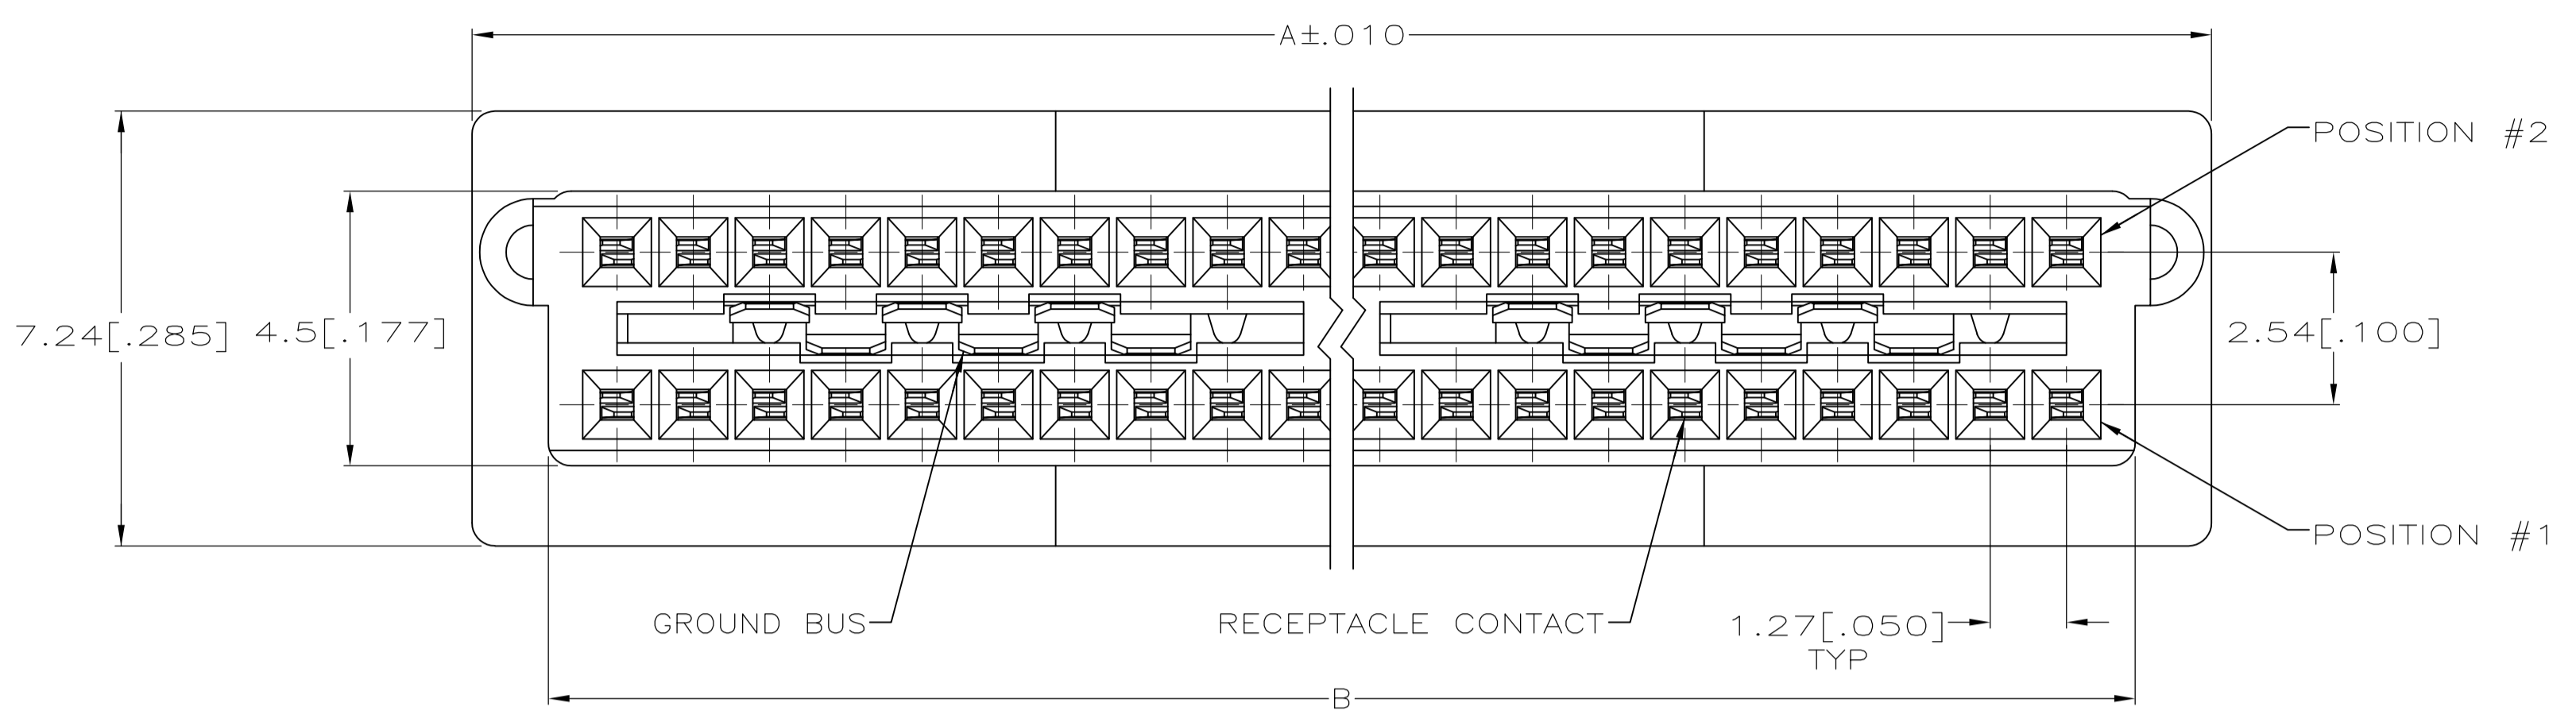 A±.010
POSITION #2
7.24[.285]
4.5[.177]
2.54[.100]
POSITION #1
GROUND BUS
RECEPTACLE CONTACT
1.27[.050]
TYP
B